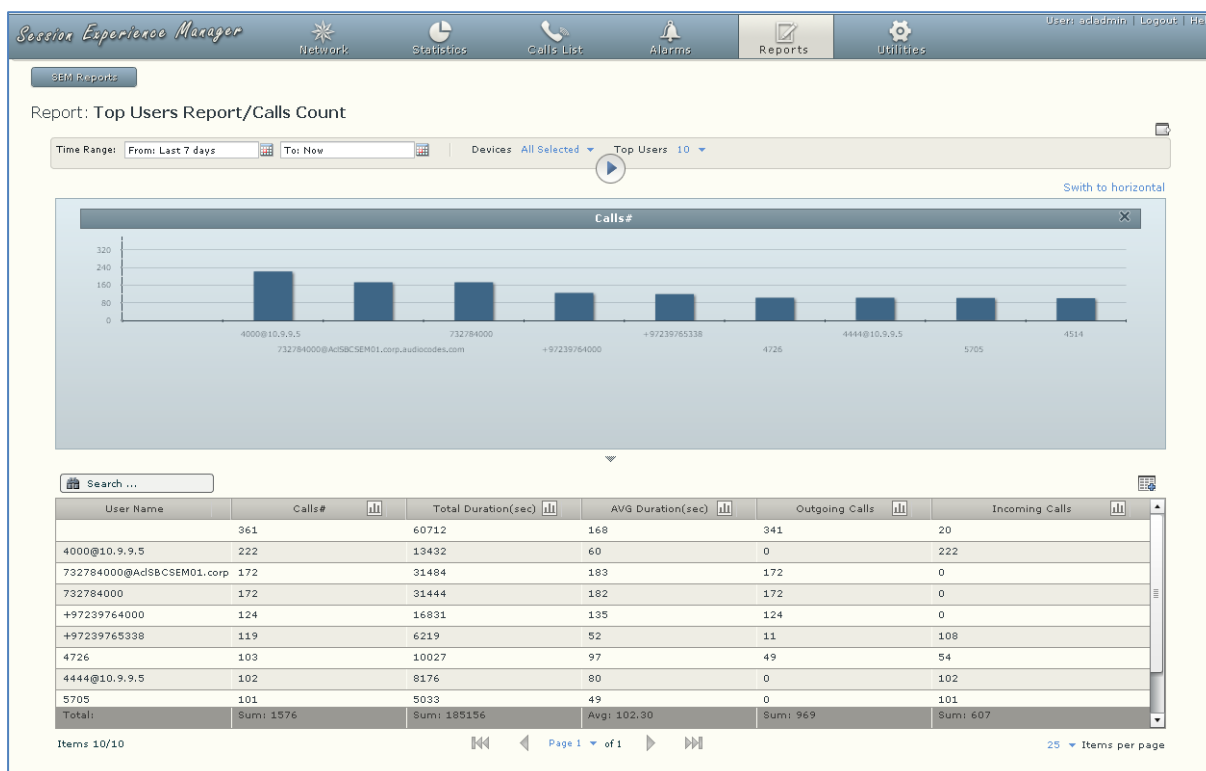 Session Experience Manager
Network
Statistics
Calls List
Alarms
Reports
Utilities
User: acladmin | Logout | He
SEM Reports
Report: Top Users Report/Calls Count
Time Range: From: Last 7 days To: Now Devices All Selected Top Users 10
Swith to horizontal
Calls#
320
240
160
80
0
4000@10.9.9.5 732784000 +97239765338 4444@10.9.9.5 4514
732784000@AclSBCSEM01.corp.audiocodes.com +97239764000 4726 5705
Search ...
User Name Calls# Total Duration(sec) AVG Duration(sec) Outgoing Calls Incoming Calls
361 60712 168 341 20
4000@10.9.9.5 222 13432 60 0 222
732784000@AclSBCSEM01.corp 172 31484 183 172 0
732784000 172 31444 182 172 0
+97239764000 124 16831 135 124 0
+97239765338 119 6219 52 11 108
4726 103 10027 97 49 54
4444@10.9.9.5 102 8176 80 0 102
5705 101 5033 49 0 101
Total: Sum: 1576 Sum: 185156 Avg: 102.30 Sum: 969 Sum: 607
Items 10/10 Page 1 of 1 25 Items per page